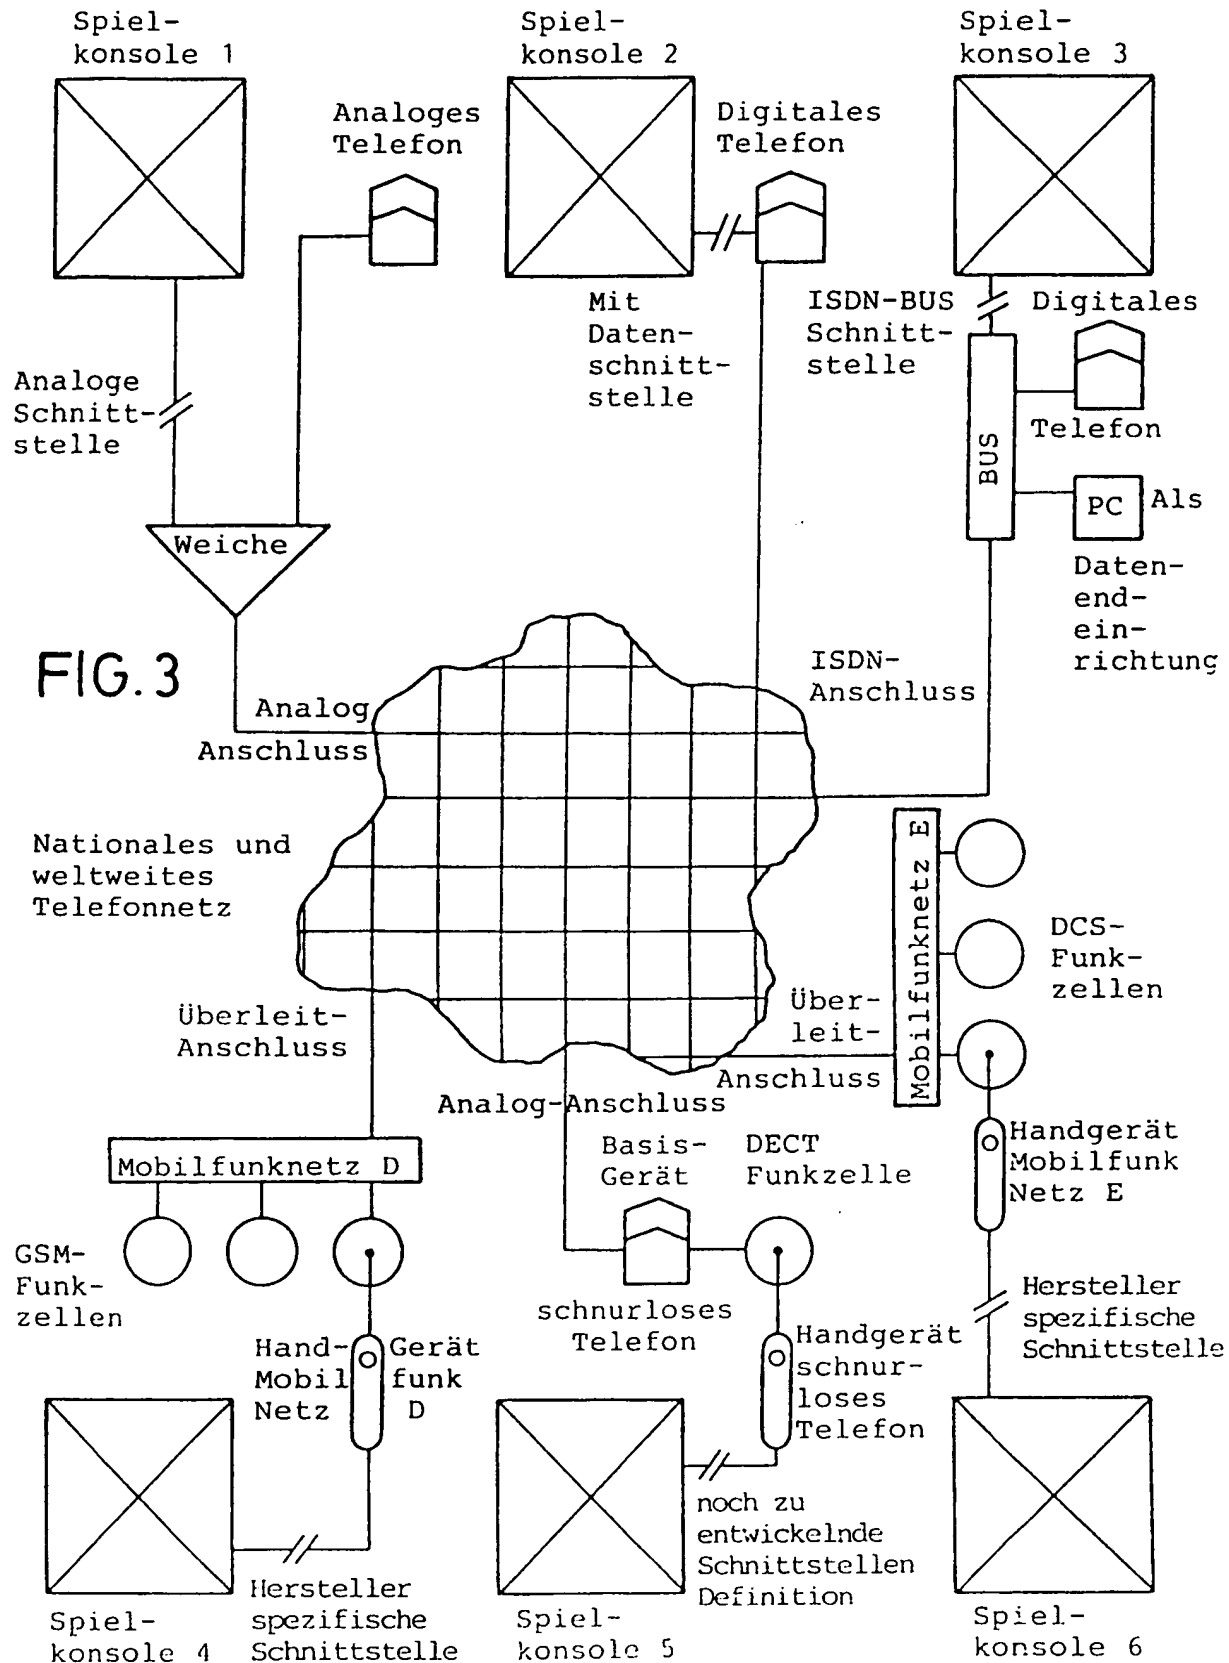 Spiel-
konsole 1
Spiel-
konsole 2
Spiel-
konsole 3
Analoges
Telefon
Digitales
Telefon
Mit
Daten-
schnitt-
stelle
ISDN-BUS
Schnitt-
stelle
Digitales
Telefon
Analoge
Schnitt-
stelle
BUS
PC Als
Daten-
end-
ein-
richtung
Weiche
FIG. 3
ISDN-
Anschluss
Analog
Anschluss
Nationales und
weltweites
Telefonnetz
Mobilfunknetz E
DCS-
Funk-
zellen
Überleit-
Anschluss
Über-
leit-
Anschluss
Analog-Anschluss
Mobilfunknetz D
Basis-
Gerät
DECT
Funkzelle
Handgerät
Mobilfunk
Netz E
GSM-
Funk-
zellen
schnurloses
Telefon
Hersteller
spezifische
Schnittstelle
Hand- Gerät
Mobil funk
Netz D
Handgerät
schnur-
loses
Telefon
noch zu
entwickelnde
Schnittstellen
Definition
Hersteller
spezifische
Schnittstelle
Spiel-
konsole 4
Spiel-
konsole 5
Spiel-
konsole 6